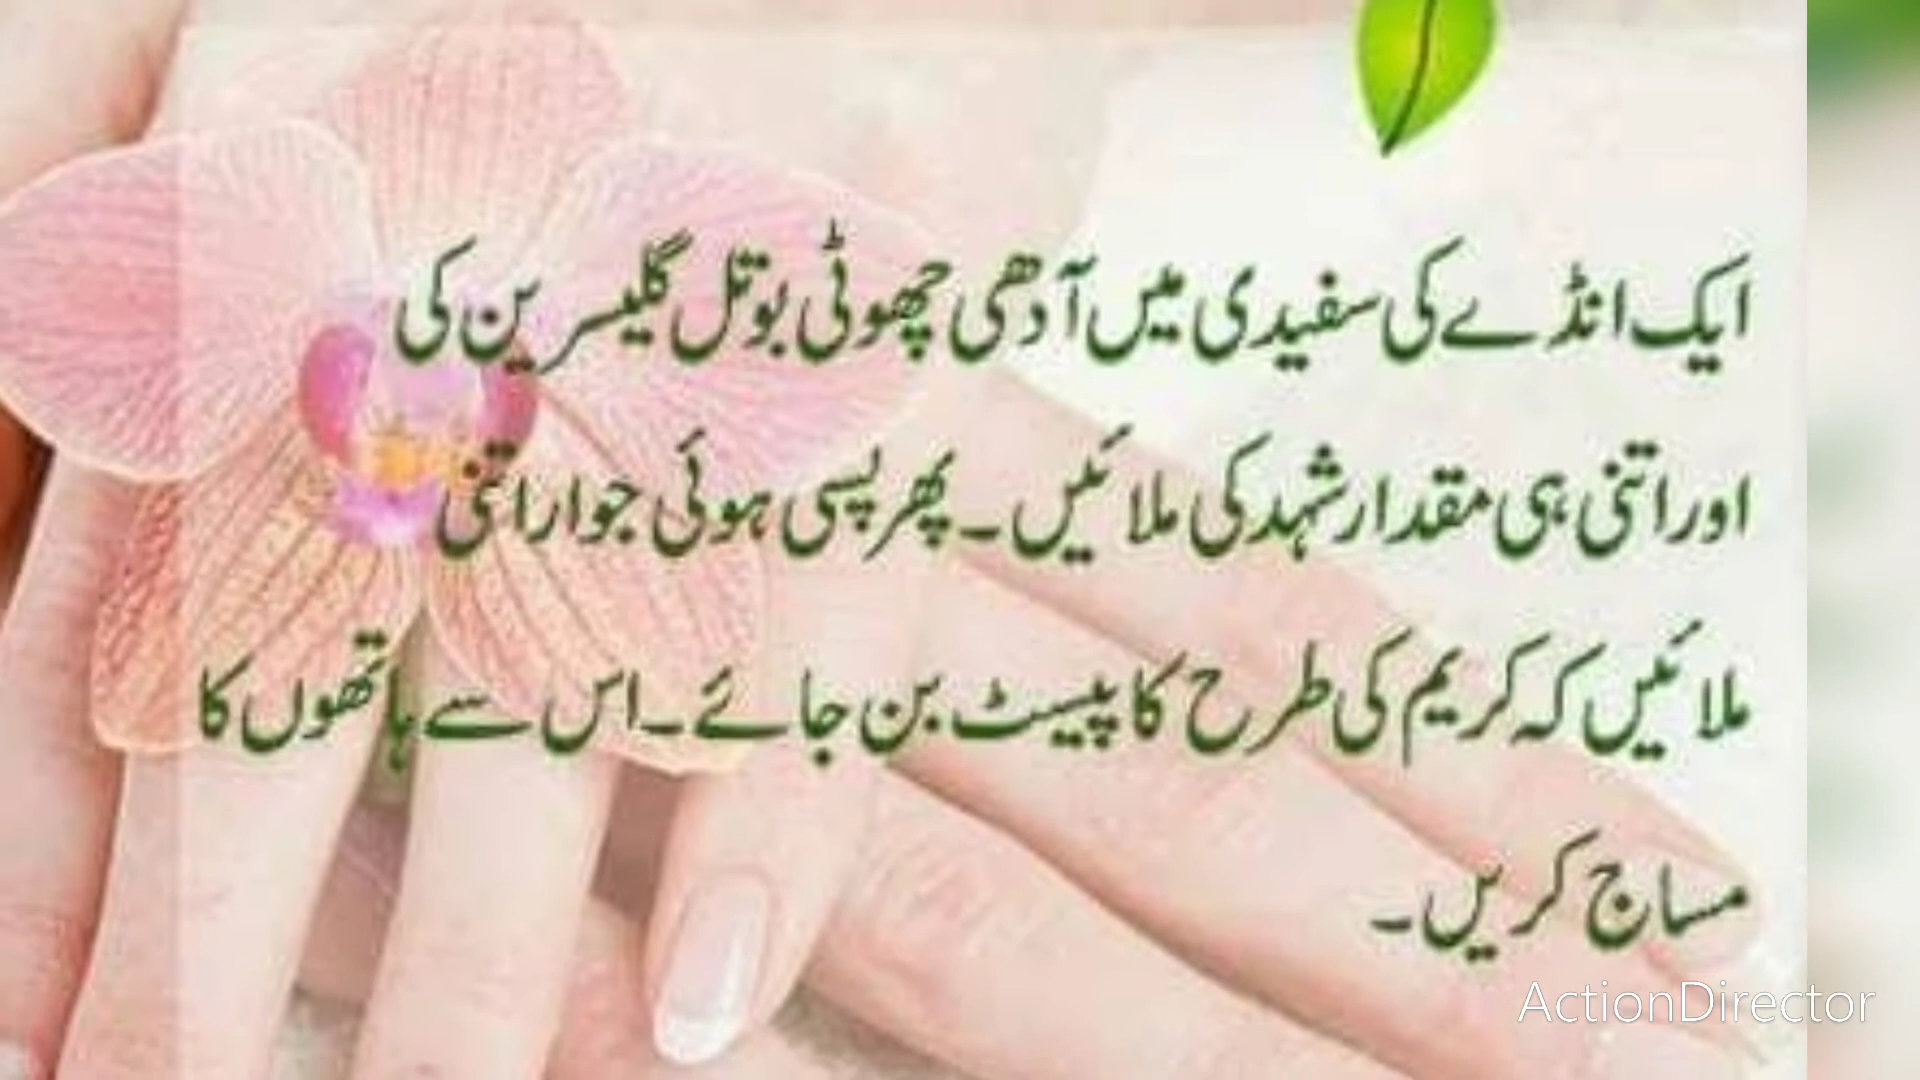 ایک انڈے کی سفیدی میں آدھی چھوٹی بوتل گلیسرین کی
اور اتنی ہی مقدار شہد کی ملائیں۔ پھر پسی ہوئی جوار اتنی
ملائیں کہ کریم کی طرح کا پیسٹ بن جائے۔ اس سے ہاتھوں کا
مساج کریں۔
ActionDirector